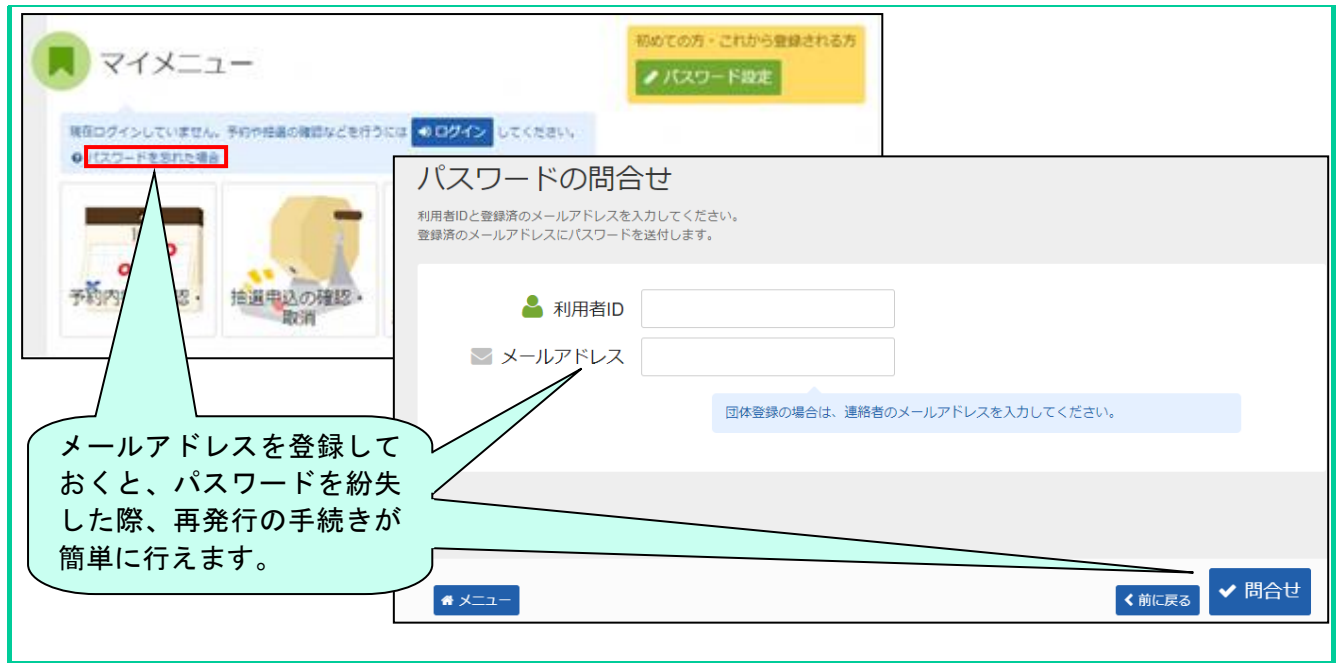 マイメニュー
初めての方・これから登録される方
パスワード設定
現在ログインしていません。予約や抽選の確認などを行うには ログイン してください。
パスワードを忘れた場合
予約内
認・
抽選申込の確認・
取消
パスワードの問合せ
利用者IDと登録済のメールアドレスを入力してください。
登録済のメールアドレスにパスワードを送付します。
利用者ID
メールアドレス
団体登録の場合は、連絡者のメールアドレスを入力してください。
メールアドレスを登録して
おくと、パスワードを紛失
した際、再発行の手続きが
簡単に行えます。
メニュー
前に戻る
問合せ